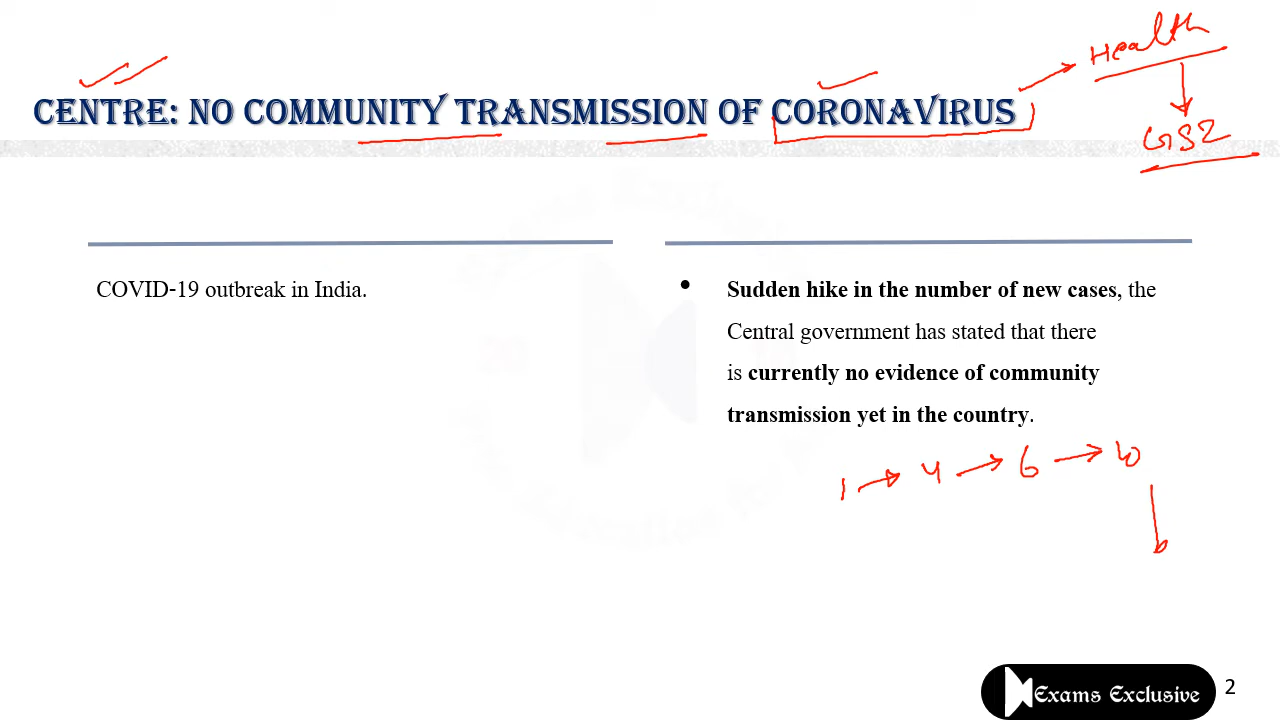 Health
CENTRE: NO COMMUNITY TRANSMISSION OF CORONAVIRUS
GS2
COVID-19 outbreak in India.
• Sudden hike in the number of new cases, the
Central government has stated that there
is currently no evidence of community
transmission yet in the country.
1 → 4 → 6 → 10
Exams Exclusive
2